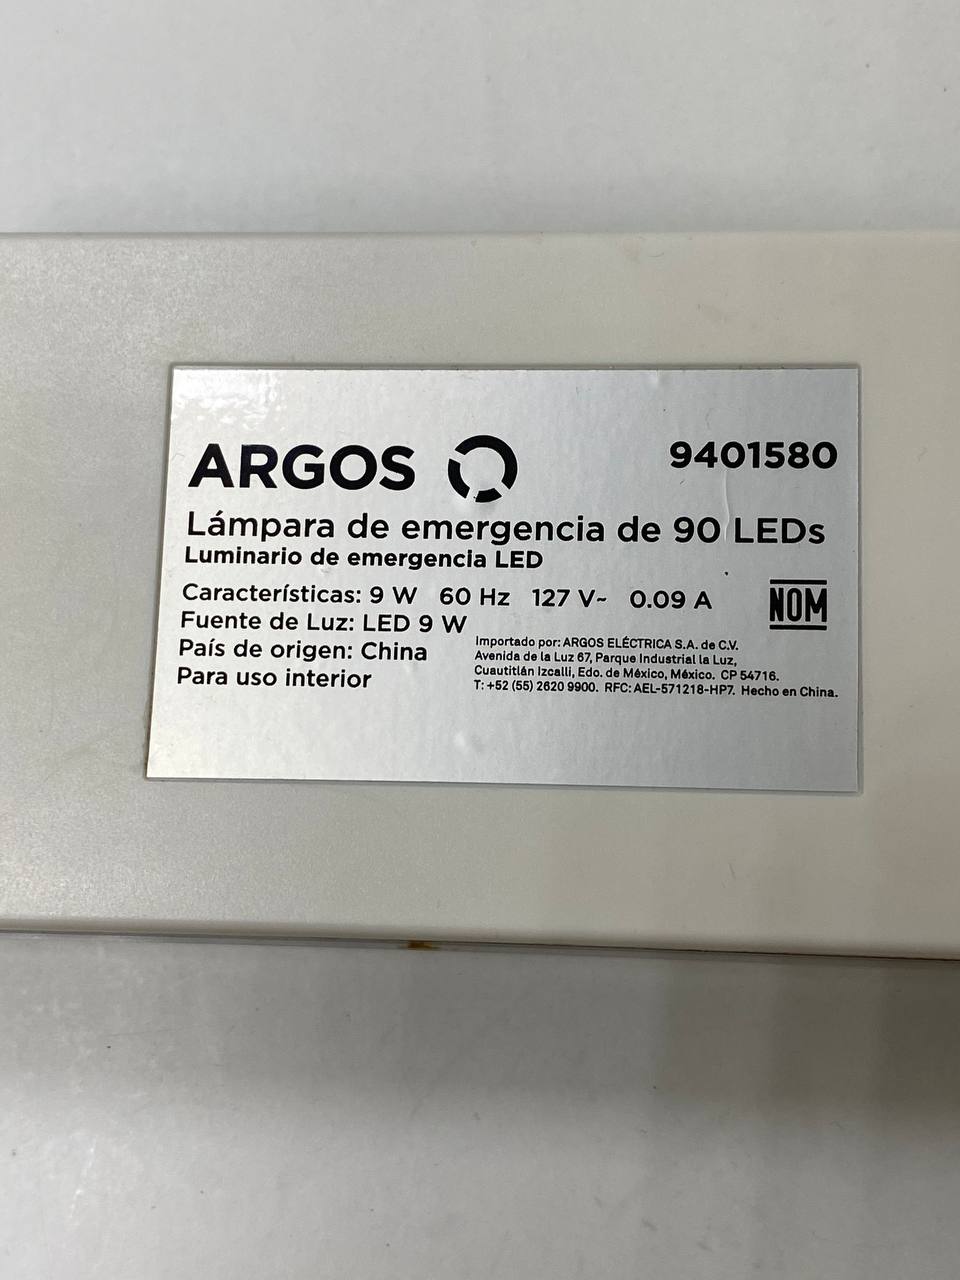 ARGOS
9401580
Lámpara de emergencia de 90 LEDs
Luminario de emergencia LED
Características: 9 W 60 Hz 127 V~ 0.09 A
Fuente de Luz: LED 9 W
País de origen: China
Para uso interior
NOM
Importado por: ARGOS ELÉCTRICA S.A. de C.V.
Avenida de la Luz 67, Parque Industrial la Luz,
Cuautitlán Izcalli, Edo. de México, México. CP 54716.
T: +52 (55) 2620 9900. RFC: AEL-571218-HP7. Hecho en China.